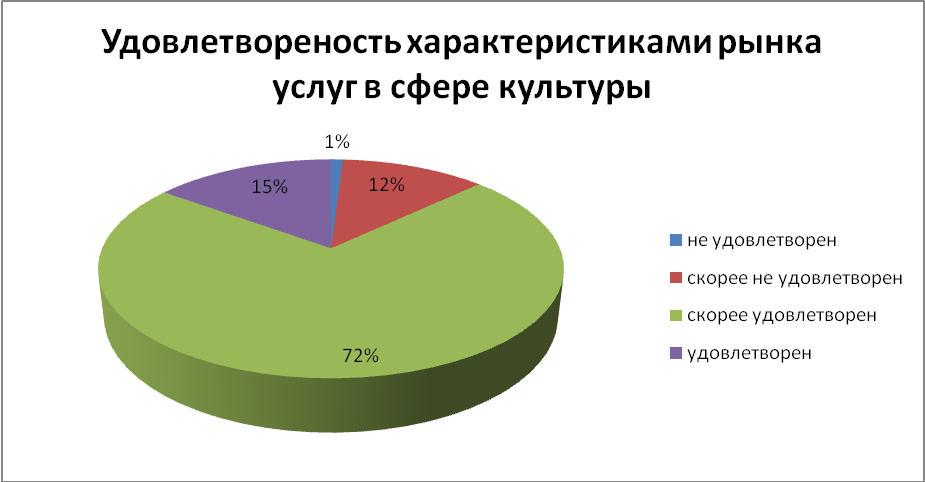 Удовлетвореность характеристиками рынка
услуг в сфере культуры
1%
15%
12%
72%
не удовлетворен
скорее не удовлетворен
скорее удовлетворен
удовлетворен